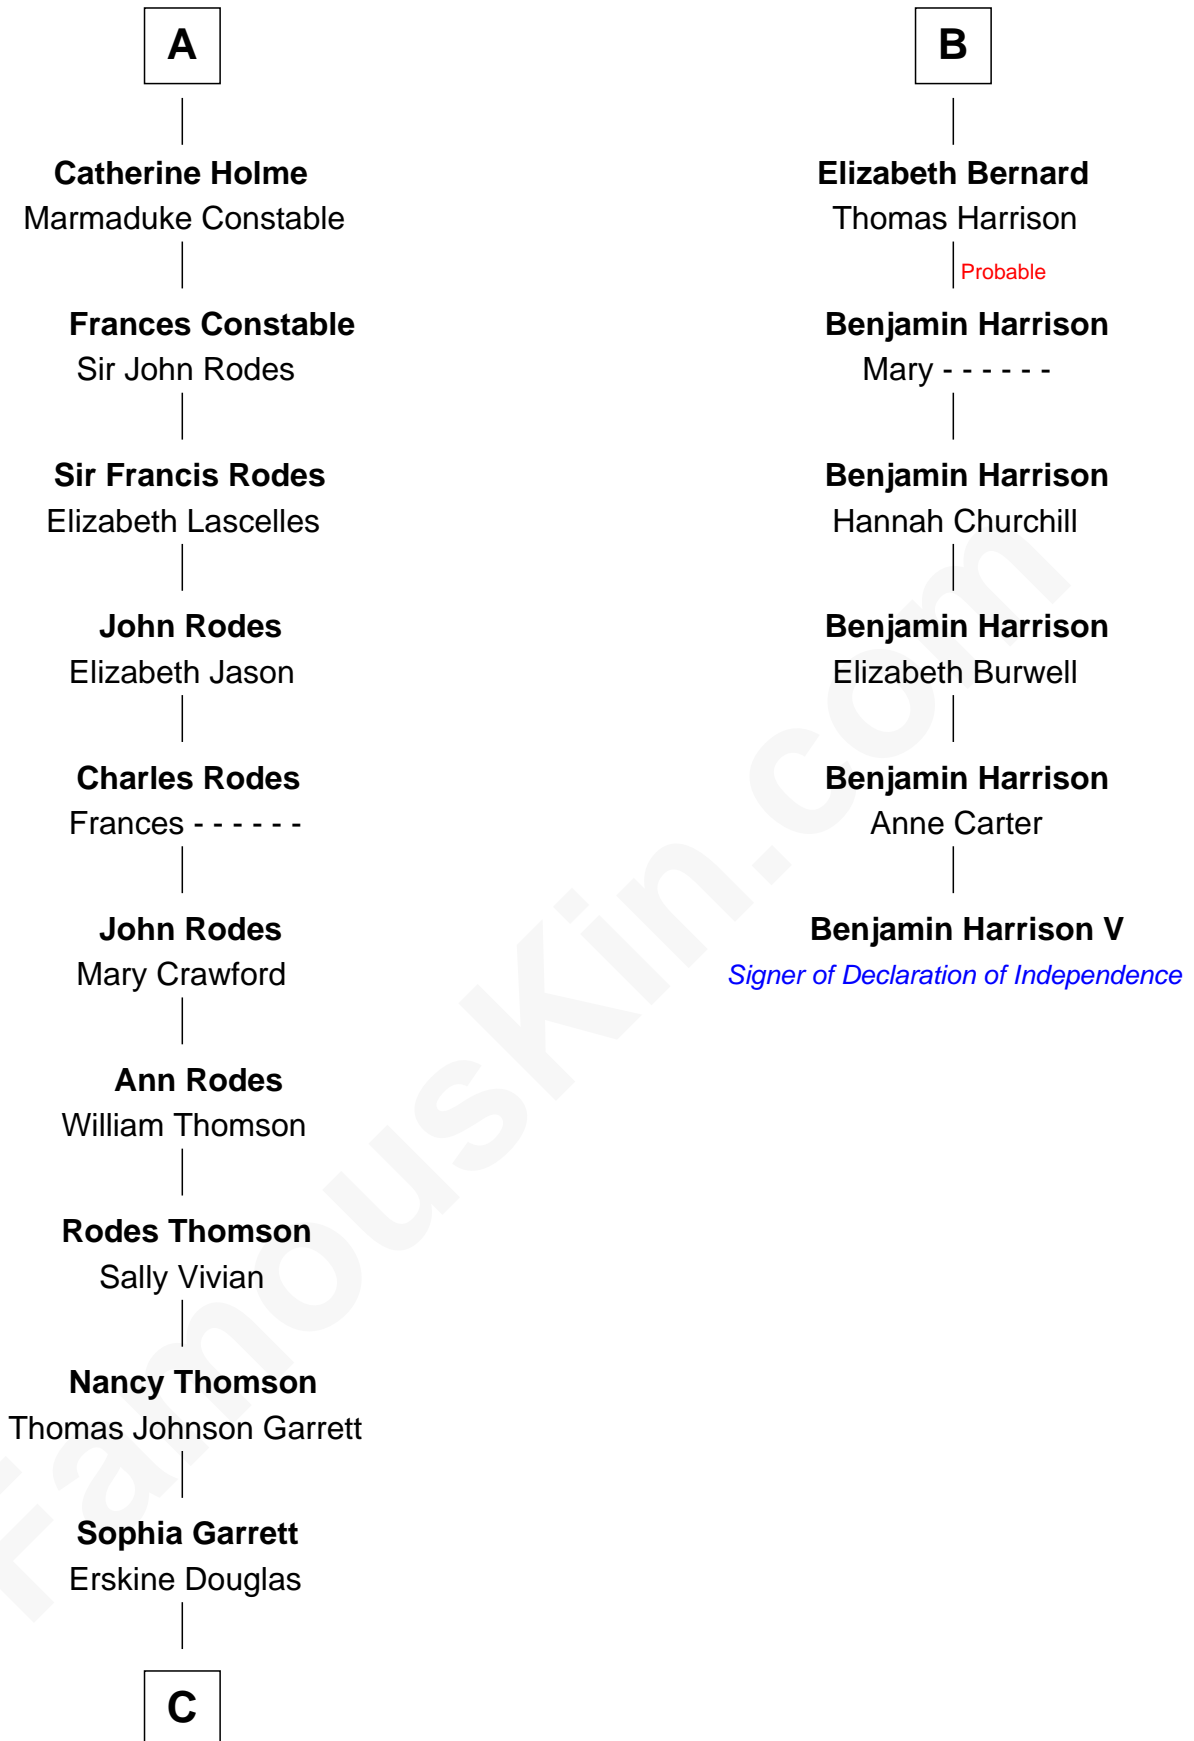 A
Catherine Holme
Marmaduke Constable
Frances Constable
Sir John Rodes
Sir Francis Rodes
Elizabeth Lascelles
John Rodes
Elizabeth Jason
Charles Rodes
Frances - - - - - -
John Rodes
Mary Crawford
Ann Rodes
William Thomson
Rodes Thomson
Sally Vivian
Nancy Thomson
Thomas Johnson Garrett
Sophia Garrett
Erskine Douglas
C
B
Elizabeth Bernard
Thomas Harrison
Probable
Benjamin Harrison
Mary - - - - - -
Benjamin Harrison
Hannah Churchill
Benjamin Harrison
Elizabeth Burwell
Benjamin Harrison
Anne Carter
Benjamin Harrison V
Signer of Declaration of Independence
FamousKin.com